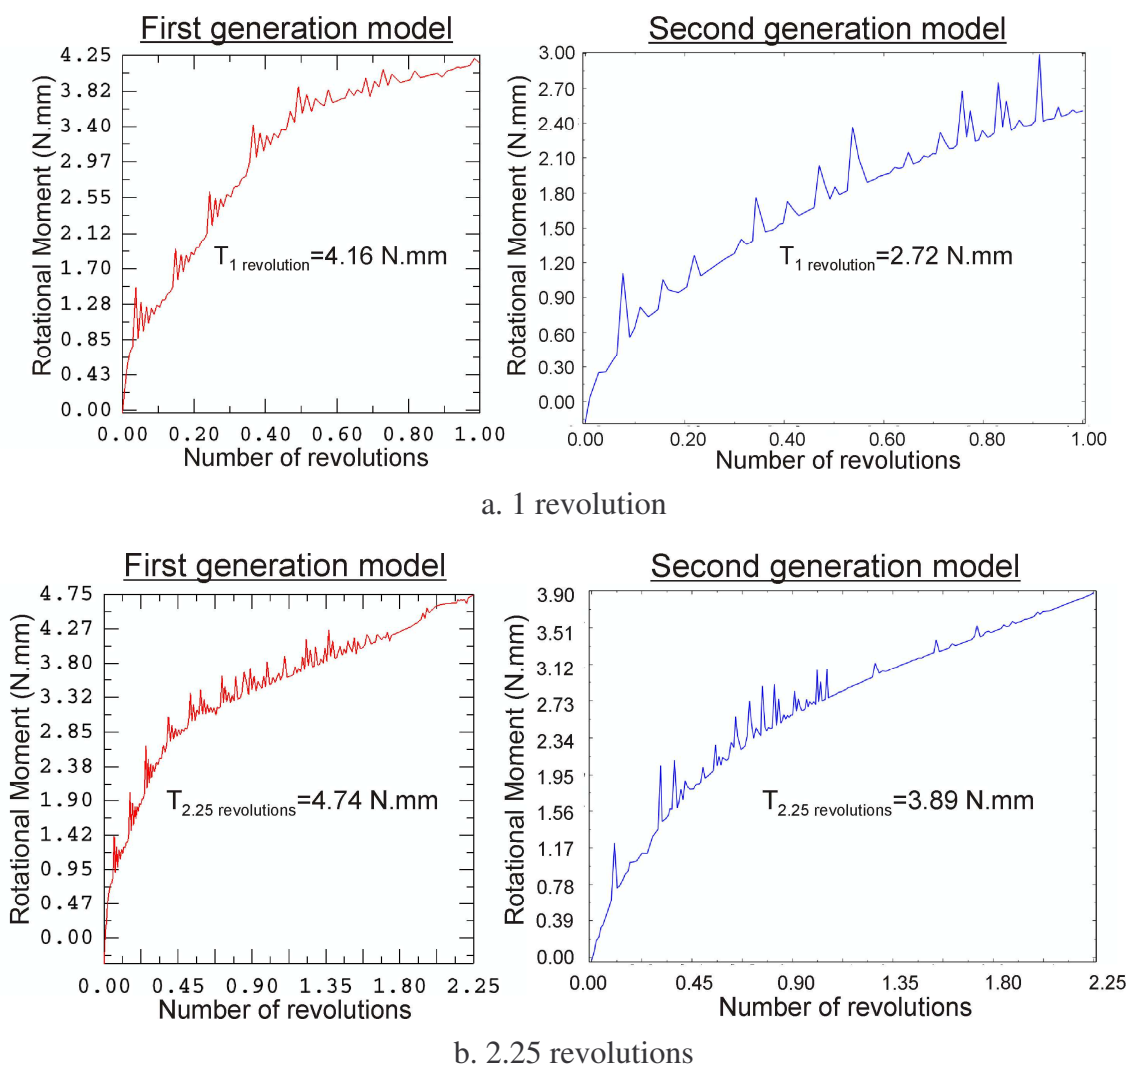 First generation model
Second generation model
Rotational Moment (N.mm)
4.25
3.82
3.40
2.97
2.55
2.12
1.70
1.28
0.85
0.43
0.00
T1 revolution=4.16 N.mm
0.00 0.20 0.40 0.60 0.80 1.00
Number of revolutions
Rotational Moment (N.mm)
3.00
2.70
2.40
2.10
1.80
1.50
1.20
0.90
0.60
0.30
0.00
T1 revolution=2.72 N.mm
0.00 0.20 0.40 0.60 0.80 1.00
Number of revolutions
a. 1 revolution
First generation model
Second generation model
Rotational Moment (N.mm)
4.75
4.27
3.80
3.32
2.85
2.38
1.90
1.42
0.95
0.47
0.00
T2.25 revolutions=4.74 N.mm
0.00 0.45 0.90 1.35 1.80 2.25
Number of revolutions
Rotational Moment (N.mm)
3.90
3.51
3.12
2.73
2.34
1.95
1.56
1.17
0.78
0.39
0.00
T2.25 revolutions=3.89 N.mm
0.00 0.45 0.90 1.35 1.80 2.25
Number of revolutions
b. 2.25 revolutions